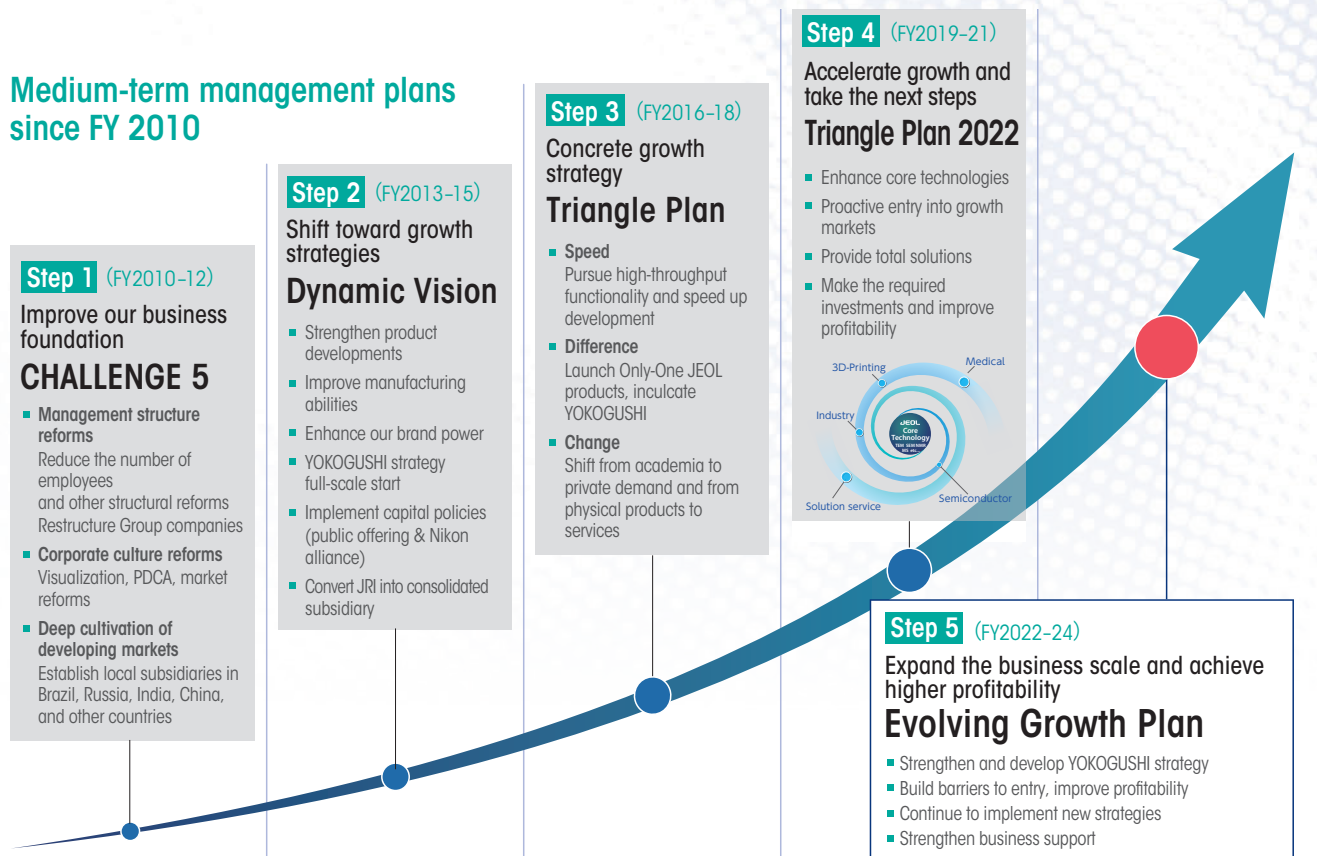 Medium-term management plans
since FY 2010
Step 1 (FY2010–12)
Improve our business
foundation
CHALLENGE 5
Management structure
reforms
Reduce the number of
employees
and other structural reforms
Restructure Group companies
Corporate culture reforms
Visualization, PDCA, market
reforms
Deep cultivation of
developing markets
Establish local subsidiaries in
Brazil, Russia, India, China,
and other countries
Step 2 (FY2013–15)
Shift toward growth
strategies
Dynamic Vision
Strengthen product
developments
Improve manufacturing
abilities
Enhance our brand power
YOKOGUSHI strategy
full-scale start
Implement capital policies
(public offering & Nikon
alliance)
Convert JRI into consolidated
subsidiary
Step 3 (FY2016–18)
Concrete growth
strategy
Triangle Plan
Speed
Pursue high-throughput
functionality and speed up
development
Difference
Launch Only-One JEOL
products, inculcate
YOKOGUSHI
Change
Shift from academia to
private demand and from
physical products to
services
Step 4 (FY2019–21)
Accelerate growth and
take the next steps
Triangle Plan 2022
Enhance core technologies
Proactive entry into growth
markets
Provide total solutions
Make the required
investments and improve
profitability
3D-Printing
Medical
Industry
JEOL
Core
Technology
Solution service
Semiconductor
Step 5 (FY2022–24)
Expand the business scale and achieve
higher profitability
Evolving Growth Plan
Strengthen and develop YOKOGUSHI strategy
Build barriers to entry, improve profitability
Continue to implement new strategies
Strengthen business support